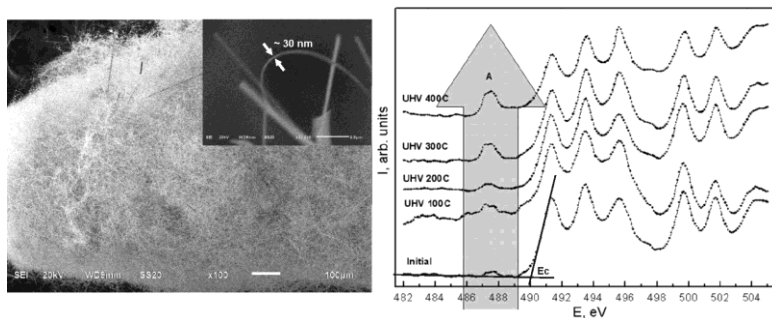 ~ 30 nm
SEI 20kV WD9mm SS20 x100 100µm
I, arb. units
A
UHV 400C
UHV 300C
UHV 200C
UHV 100C
Initial
Ec
482 484 486 488 490 492 494 496 498 500 502 504
E, eV